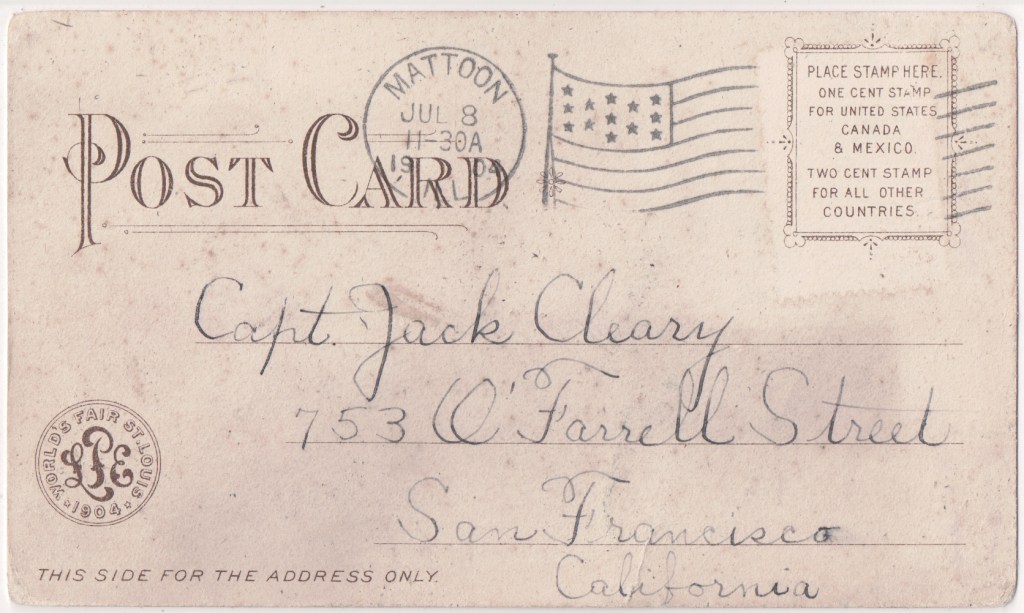 MATTOON
JUL 8
11-30A
1904
ILL.
POST CARD
PLACE STAMP HERE.
ONE CENT STAMP
FOR UNITED STATES
CANADA
& MEXICO.
TWO CENT STAMP
FOR ALL OTHER
COUNTRIES.
Capt. Jack Cleary
753 O'Farrell Street
San Francisco
California
WORLD'S FAIR ST. LOUIS
LPE
1904
THIS SIDE FOR THE ADDRESS ONLY.